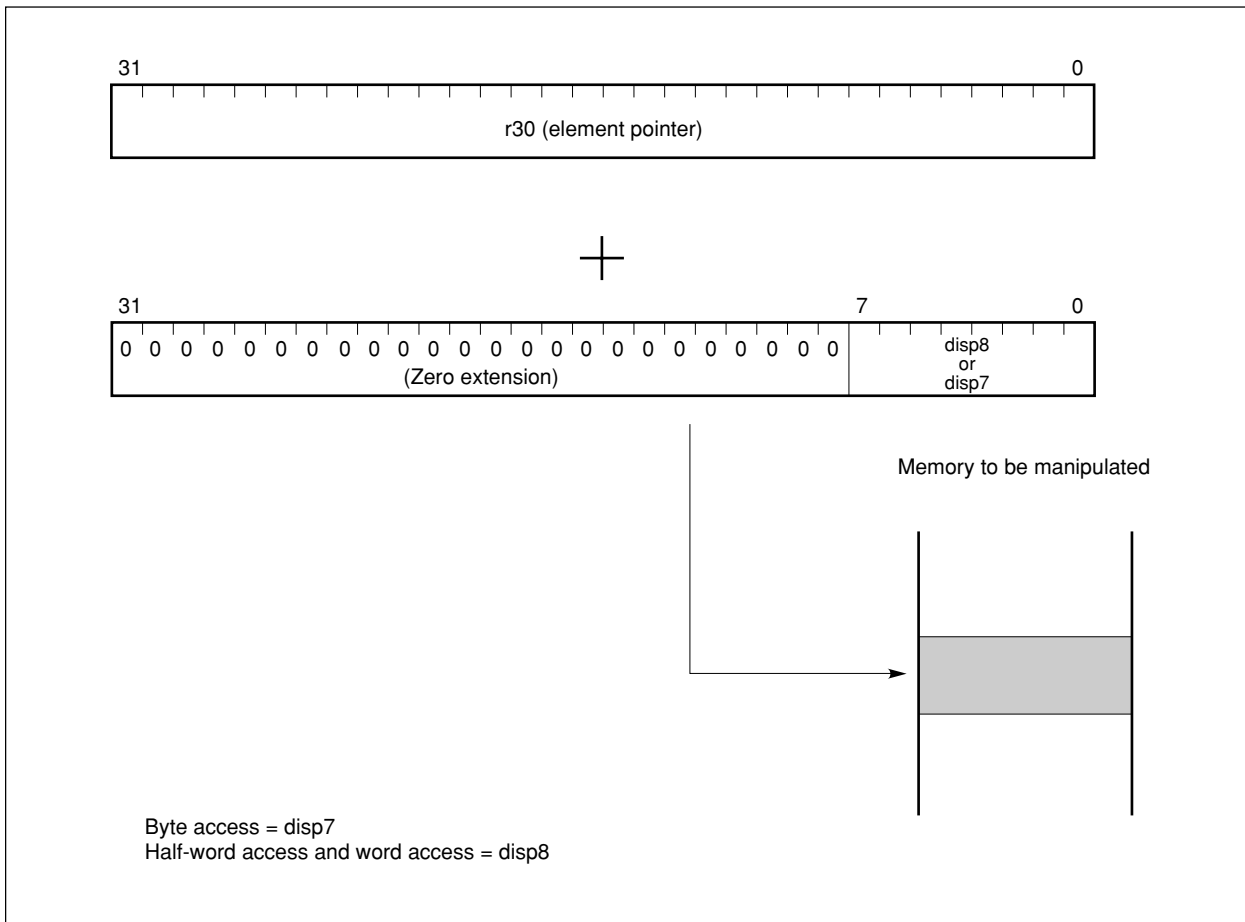 31 0
r30 (element pointer)
+
31 7 0
0 0 0 0 0 0 0 0 0 0 0 0 0 0 0 0 0 0 0 0 0 0 0 0
(Zero extension)
disp8
or
disp7
Memory to be manipulated
Byte access = disp7
Half-word access and word access = disp8